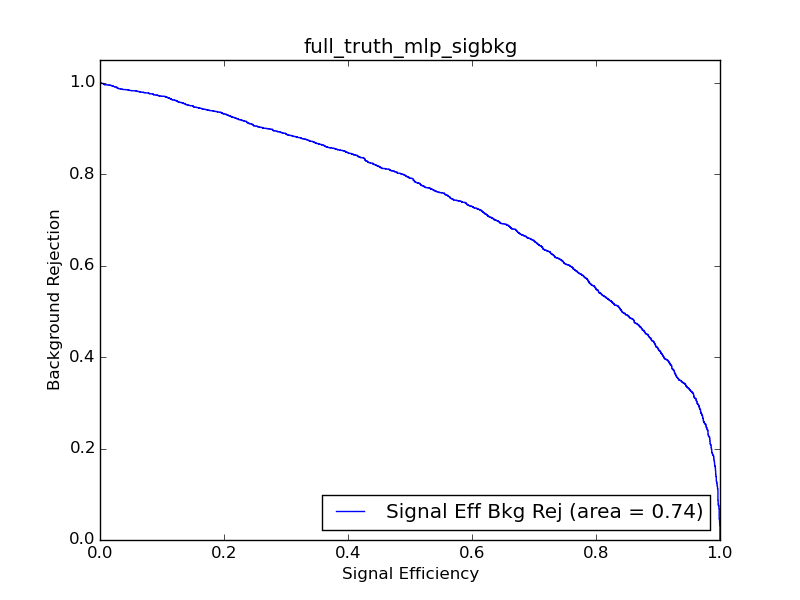 full_truth_mlp_sigbkg
1.0
0.8
0.6
0.4
0.2
0.0
Background Rejection
Signal Eff Bkg Rej (area = 0.74)
0.0 0.2 0.4 0.6 0.8 1.0
Signal Efficiency